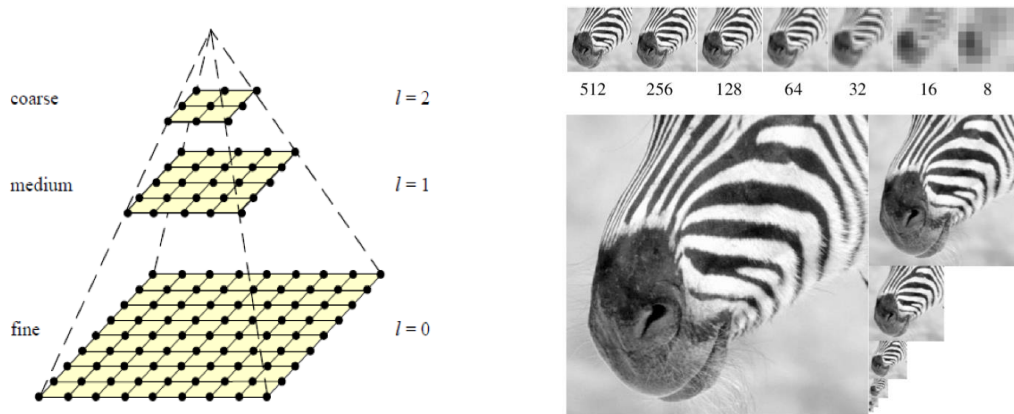 coarse
l = 2
medium
l = 1
fine
l = 0
512 256 128 64 32 16 8